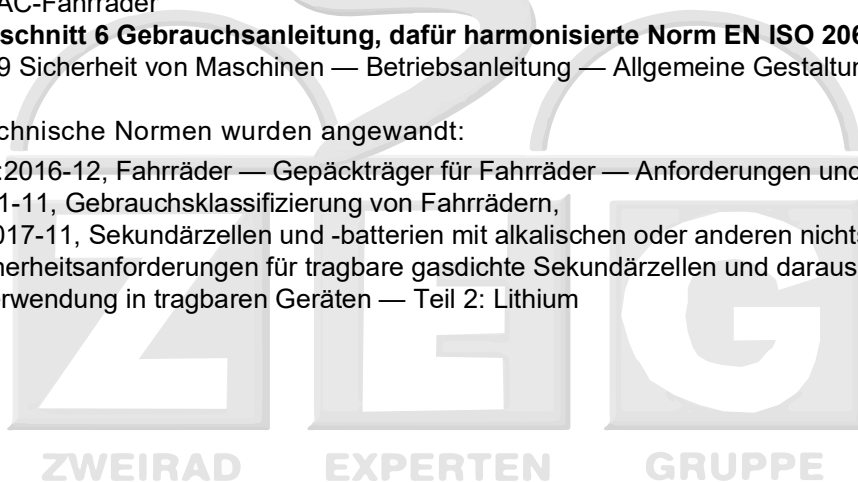 AC-Fahrräder
schnitt 6 Gebrauchsanleitung, dafür harmonisierte Norm EN ISO 206
9 Sicherheit von Maschinen — Betriebsanleitung — Allgemeine Gestaltun
chnische Normen wurden angewandt:
:2016-12, Fahrräder — Gepäckträger für Fahrräder — Anforderungen und
1-11, Gebrauchsklassifizierung von Fahrrädern,
017-11, Sekundärzellen und -batterien mit alkalischen oder anderen nichts
herheitsanforderungen für tragbare gasdichte Sekundärzellen und daraus
erwendung in tragbaren Geräten — Teil 2: Lithium
Z E G
ZWEIRAD EXPERTEN GRUPPE